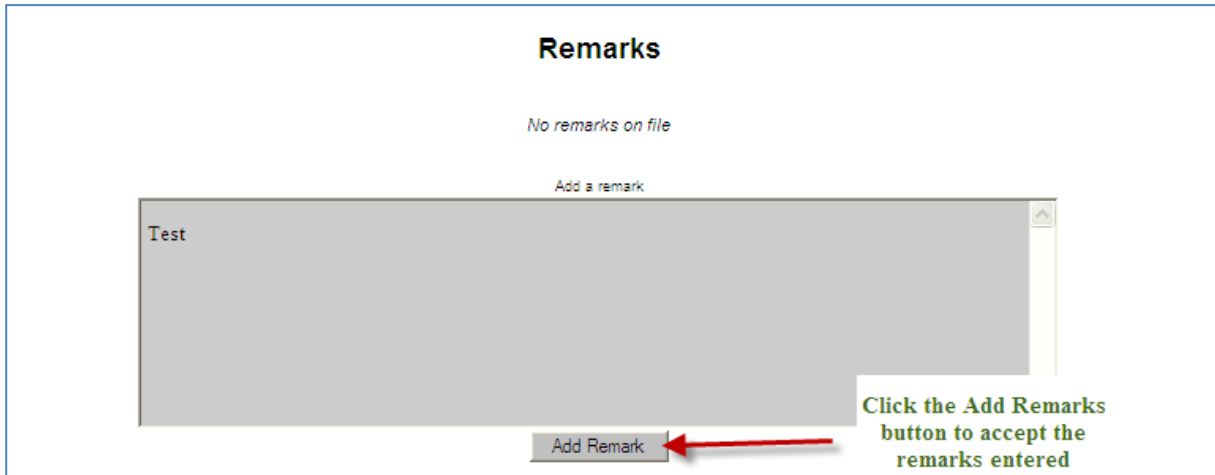 Remarks
No remarks on file
Add a remark
Test
Click the Add Remarks
button to accept the
remarks entered
Add Remark